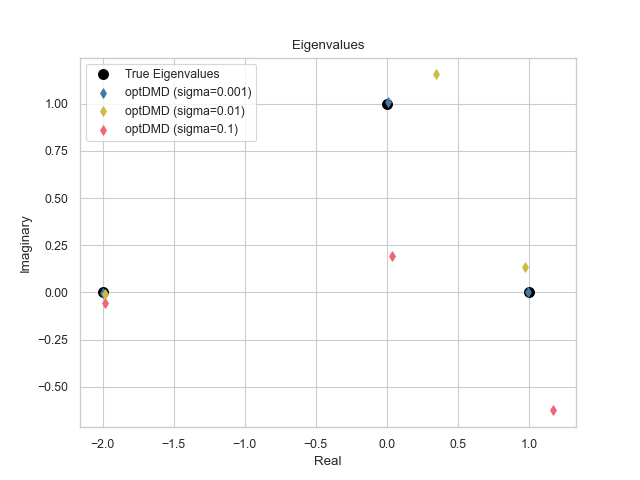 Eigenvalues
True Eigenvalues
optDMD (sigma=0.001)
optDMD (sigma=0.01)
optDMD (sigma=0.1)
1.00
0.75
0.50
0.25
0.00
−0.25
−0.50
Imaginary
−2.0 −1.5 −1.0 −0.5 0.0 0.5 1.0
Real